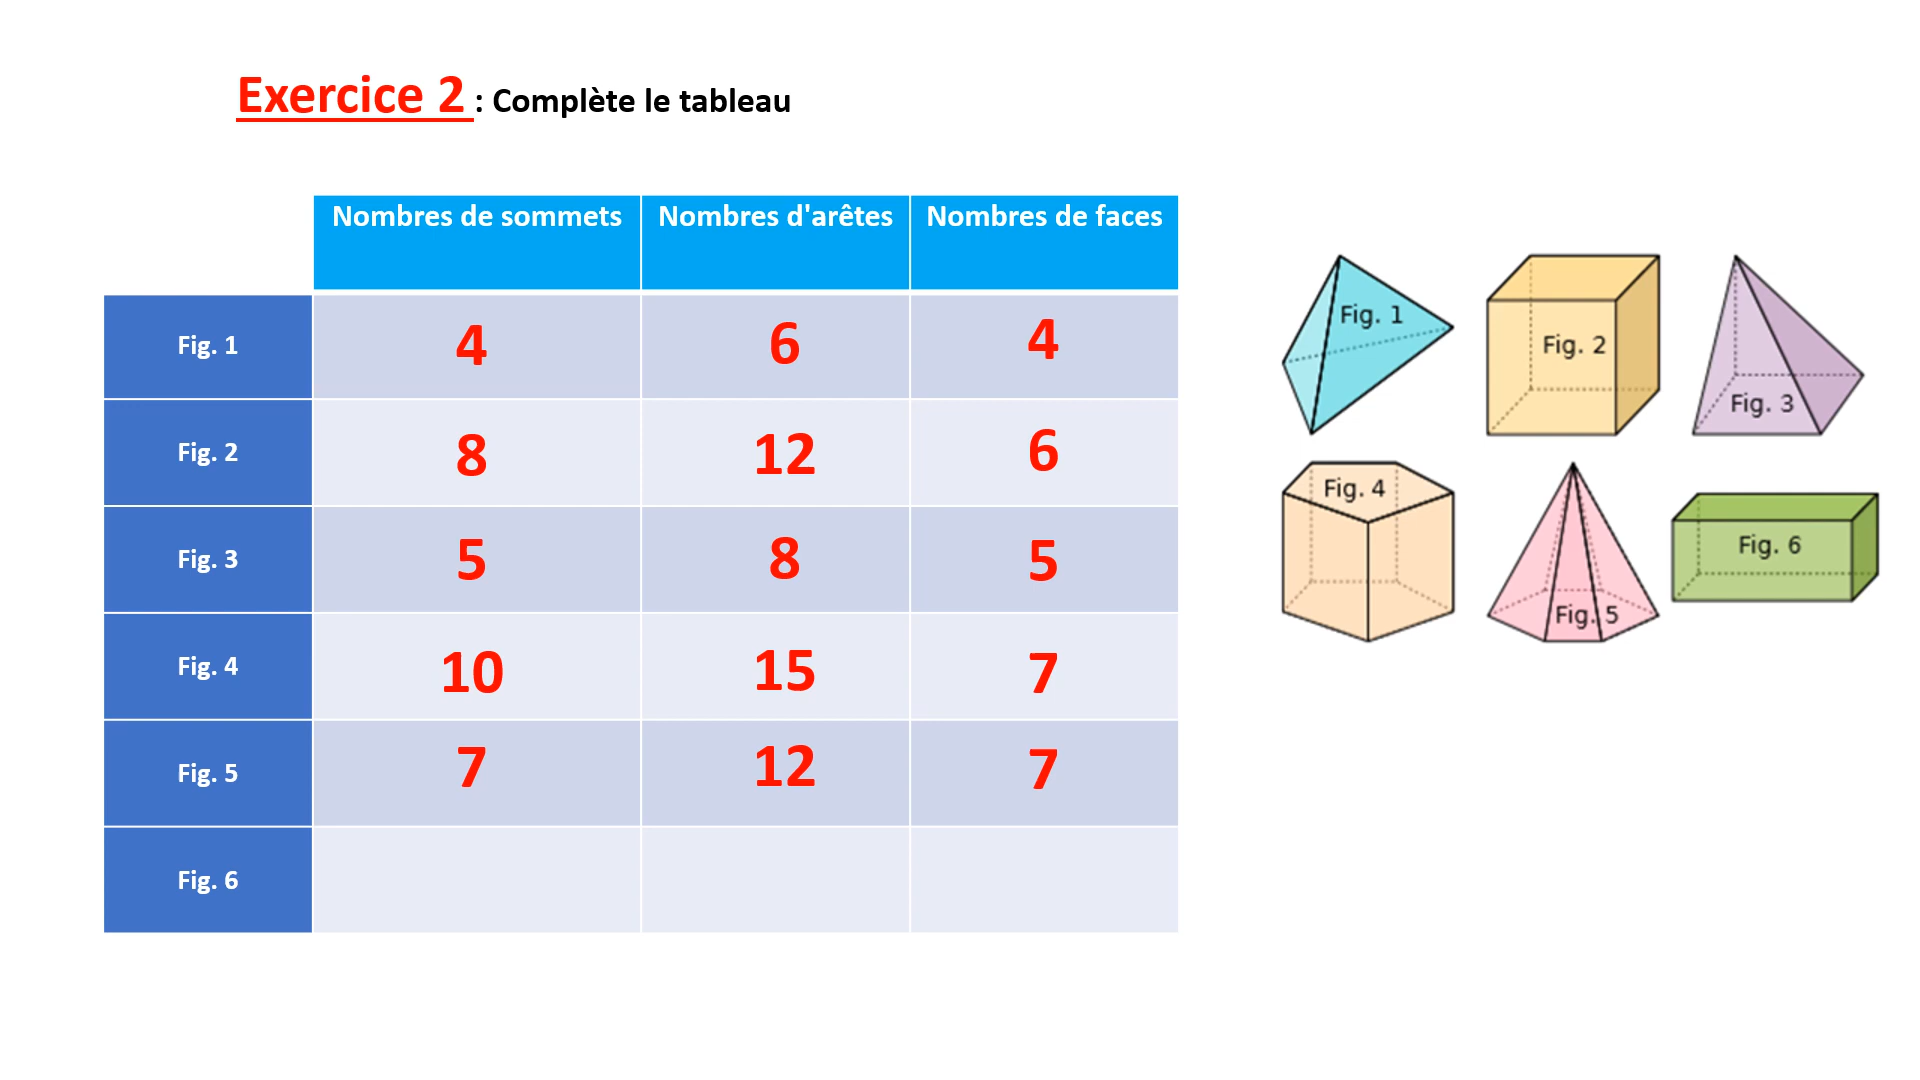 Exercice 2 : Complète le tableau
Nombres de sommets Nombres d'arêtes Nombres de faces
Fig. 1 4 6 4
Fig. 2 8 12 6
Fig. 3 5 8 5
Fig. 4 10 15 7
Fig. 5 7 12 7
Fig. 6
Fig. 1
Fig. 2
Fig. 3
Fig. 4
Fig. 5
Fig. 6